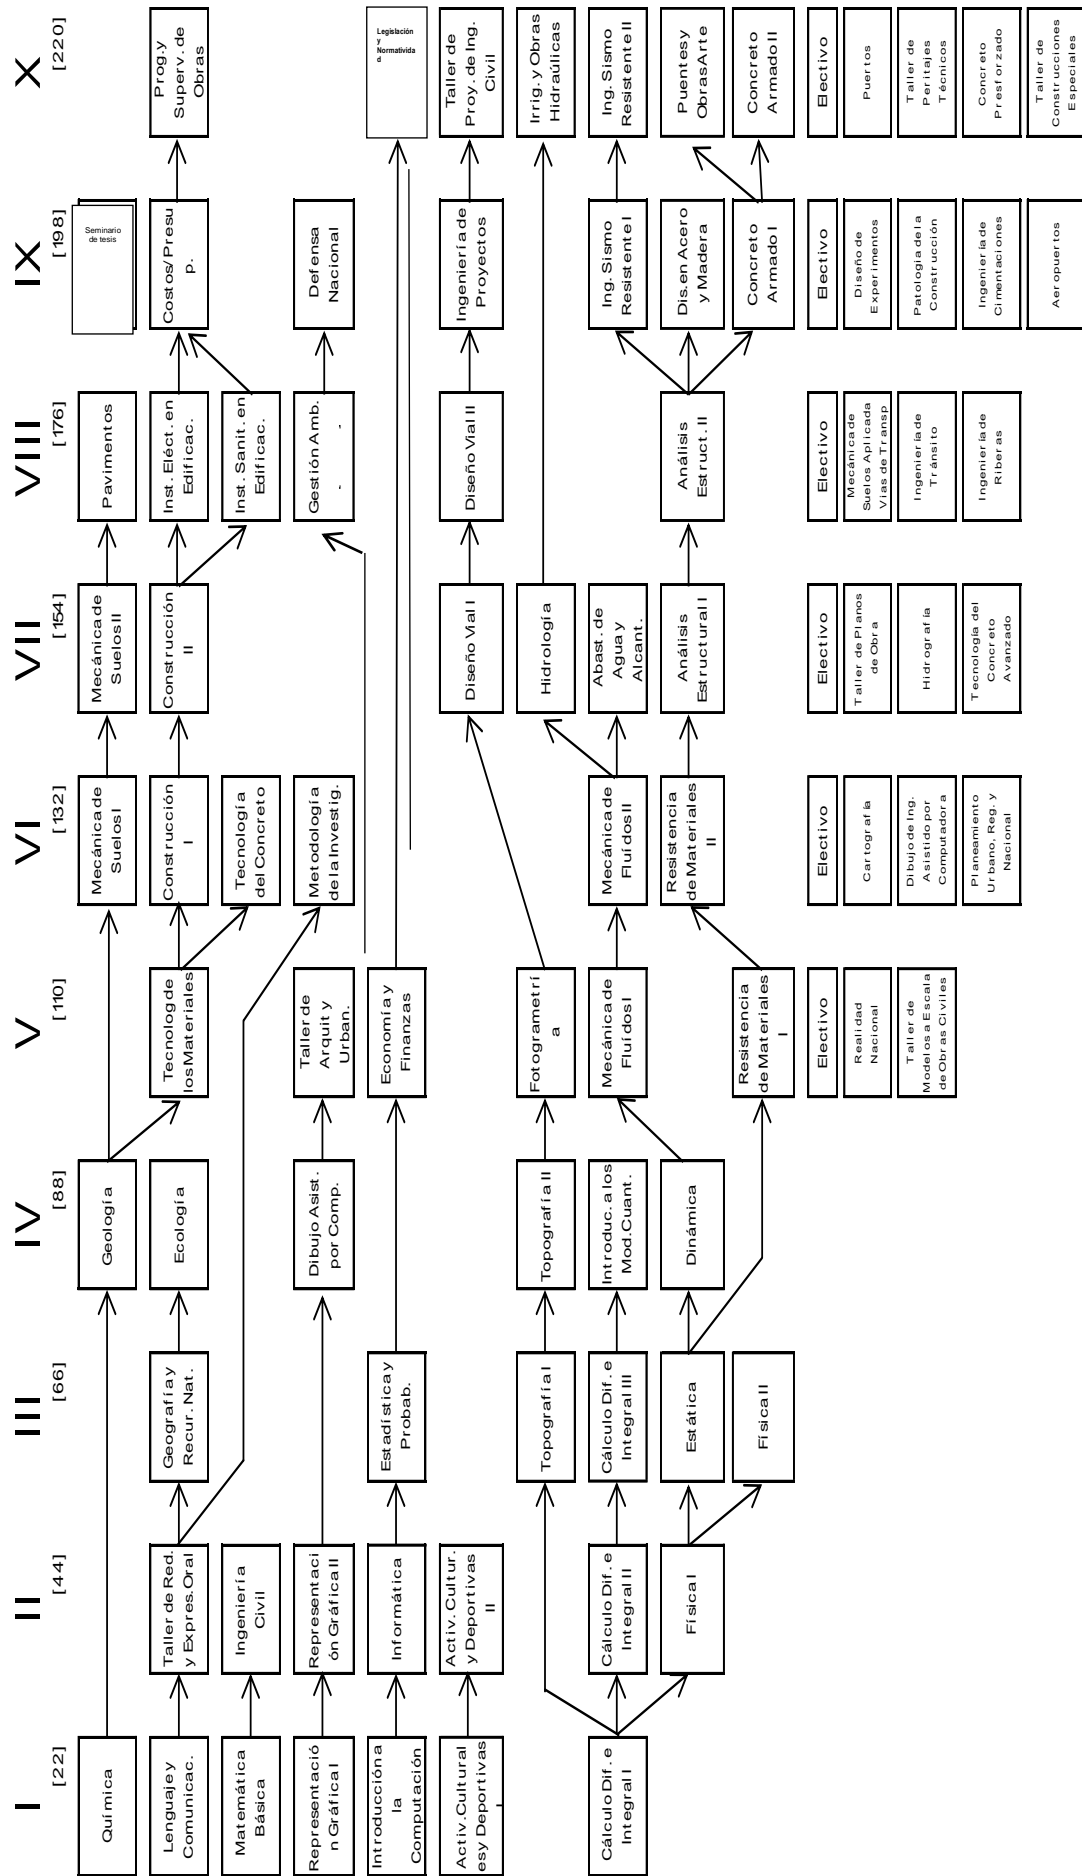 I
[22]
Química
Lenguaje y
Comunicac.
Matemática
Básica
Representació
n Gráfica I
Introducción a
la
Computación
Activ. Cultural
es y Deportivas
I
Cálculo Dif. e
Integral I
II
[44]
Taller de Red.
y Expres. Oral
Ingeniería
Civil
Representaci
ón Gráfica II
Informática
Activ. Cultur.
y Deportivas
II
Cálculo Dif. e
Integral II
Física I
III
[66]
Geografía y
Recur. Nat.
Estadística y
Probab.
Topografía I
Cálculo Dif. e
Integral III
Estática
Física II
IV
[88]
Geología
Ecología
Dibujo Asist.
por Comp.
Topografía II
Introduc. a los
Mod. Cuant.
Dinámica
V
[110]
Tecnolog de
los Materiales
Taller de
Arquit y
Urban.
Economía y
Finanzas
Fotogrametrí
a
Mecánica de
Fluídos I
Resistencia
de Materiales
I
Electivo
Realidad
Nacional
Taller de
Modelos a Escala
de Obras Civiles
VI
[132]
Mecánica de
Suelos I
Construcción
I
Tecnología
del Concreto
Metodología
de la Investig.
Mecánica de
Fluídos II
Resistencia
de Materiales
II
Electivo
Cartografía
Dibujo de Ing.
Asistido por
Computadora
Planeamiento
Urbano, Reg. y
Nacional
VII
[154]
Mecánica de
Suelos II
Construcción
II
Diseño Vial I
Hidrología
Abast. de
Agua y
Alcant.
Análisis
Estructural I
Electivo
Taller de Planos
de Obra
Hidrografía
Tecnología del
Concreto
Avanzado
VIII
[176]
Pavimentos
Inst. Eléct. en
Edificac.
Inst. Sanit. en
Edificac.
Gestión Amb.
- -
Diseño Vial II
Análisis
Estruct. II
Electivo
Mecánica de
Suelos Aplicada
Vias de Transp
Ingeniería de
Tránsito
Ingeniería de
Riberas
IX
[198]
Seminario
de tesis
Costos/Presu
p.
Defensa
Nacional
Ingeniería de
Proyectos
Ing. Sismo
Resistente I
Dis. en Acero
y Madera
Concreto
Armado I
Electivo
Diseño de
Experimentos
Patologia de la
Construcción
Ingeniería de
Cimentaciones
Aeropuertos
X
[220]
Prog. y
Superv. de
Obras
Legislación
y
Normativida
d
Taller de
Proy. de Ing.
Civil
Irrig. y Obras
Hidraúlicas
Ing. Sismo
Resistente II
Puentes y
Obras Arte
Concreto
Armado II
Electivo
Puertos
Taller de
Peritajes
Técnicos
Concreto
Presforzado
Taller de
Construcciones
Especiales